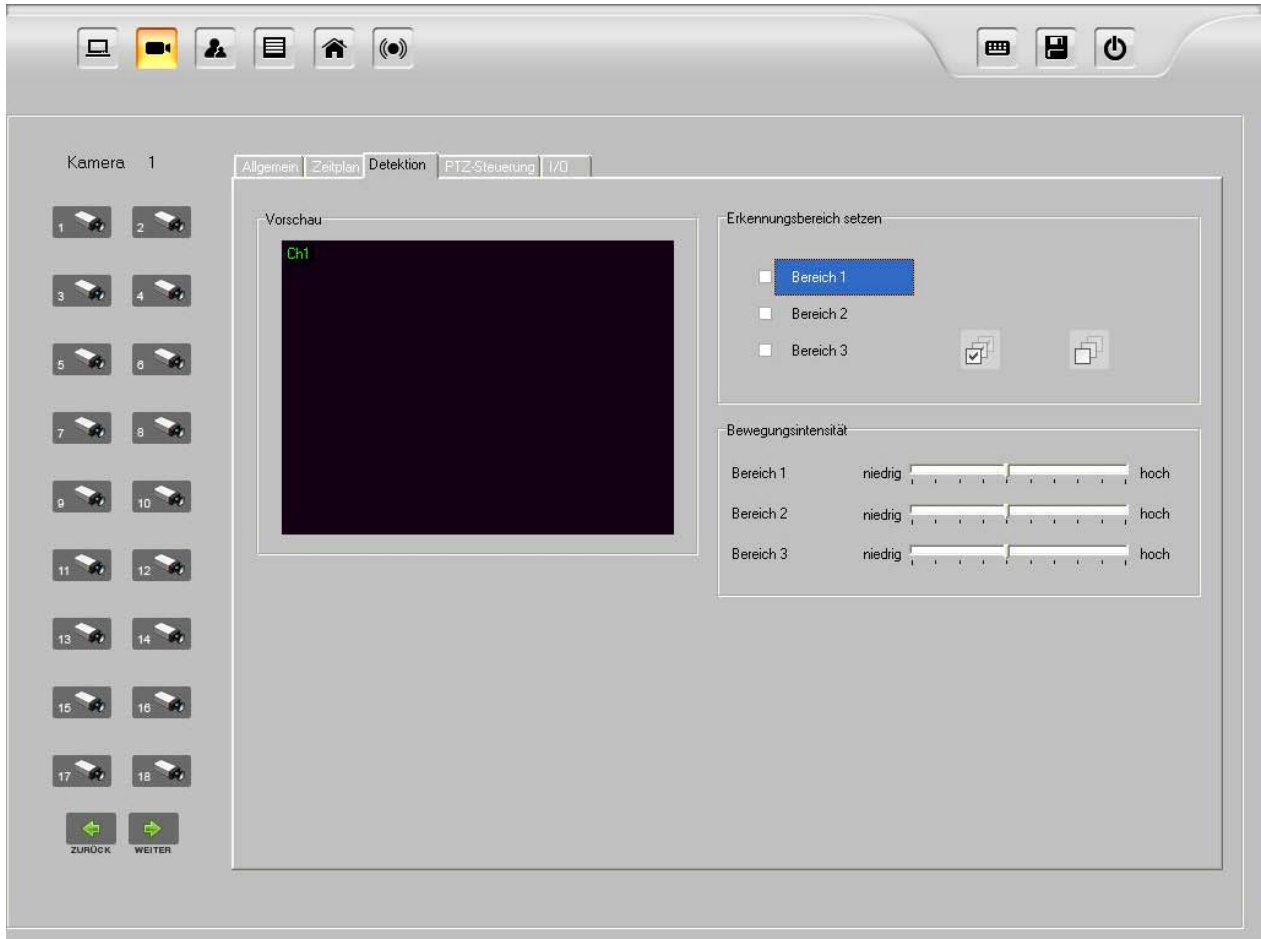 Kamera 1
Allgemein Zeitplan Detektion PTZ-Steuerung I/O
1 2
3 4
5 6
7 8
9 10
11 12
13 14
15 16
17 18
ZURÜCK WEITER
Vorschau
Ch1
Erkennungsbereich setzen
Bereich 1
Bereich 2
Bereich 3
Bewegungsintensität
Bereich 1 niedrig hoch
Bereich 2 niedrig hoch
Bereich 3 niedrig hoch